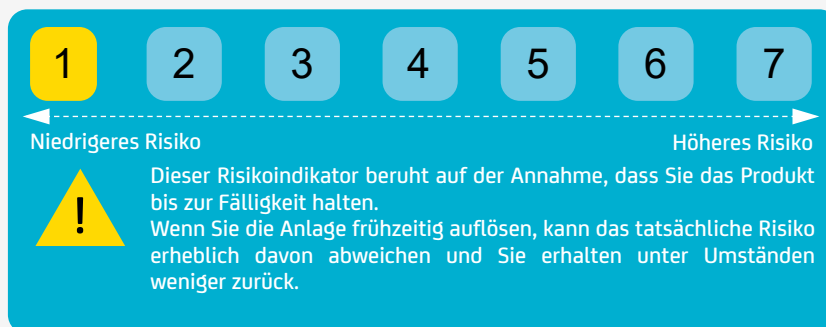 1 2 3 4 5 6 7
Niedrigeres Risiko Höheres Risiko
Dieser Risikoindikator beruht auf der Annahme, dass Sie das Produkt
bis zur Fälligkeit halten.
Wenn Sie die Anlage frühzeitig auflösen, kann das tatsächliche Risiko
erheblich davon abweichen und Sie erhalten unter Umständen
weniger zurück.
!